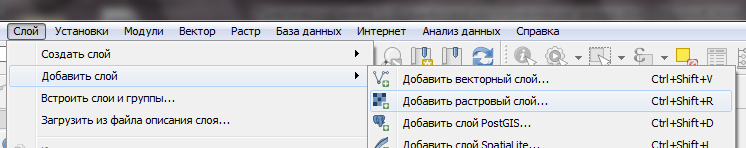 Слой Установки Модули Вектор Растр База данных Интернет Анализ данных Справка
Создать слой
Добавить слой
Встроить слои и группы...
Загрузить из файла описания слоя...
Добавить векторный слой... Ctrl+Shift+V
Добавить растровый слой... Ctrl+Shift+R
Добавить слой PostGIS... Ctrl+Shift+D
Добавить слой SpatiaLite... Ctrl+Shift+L